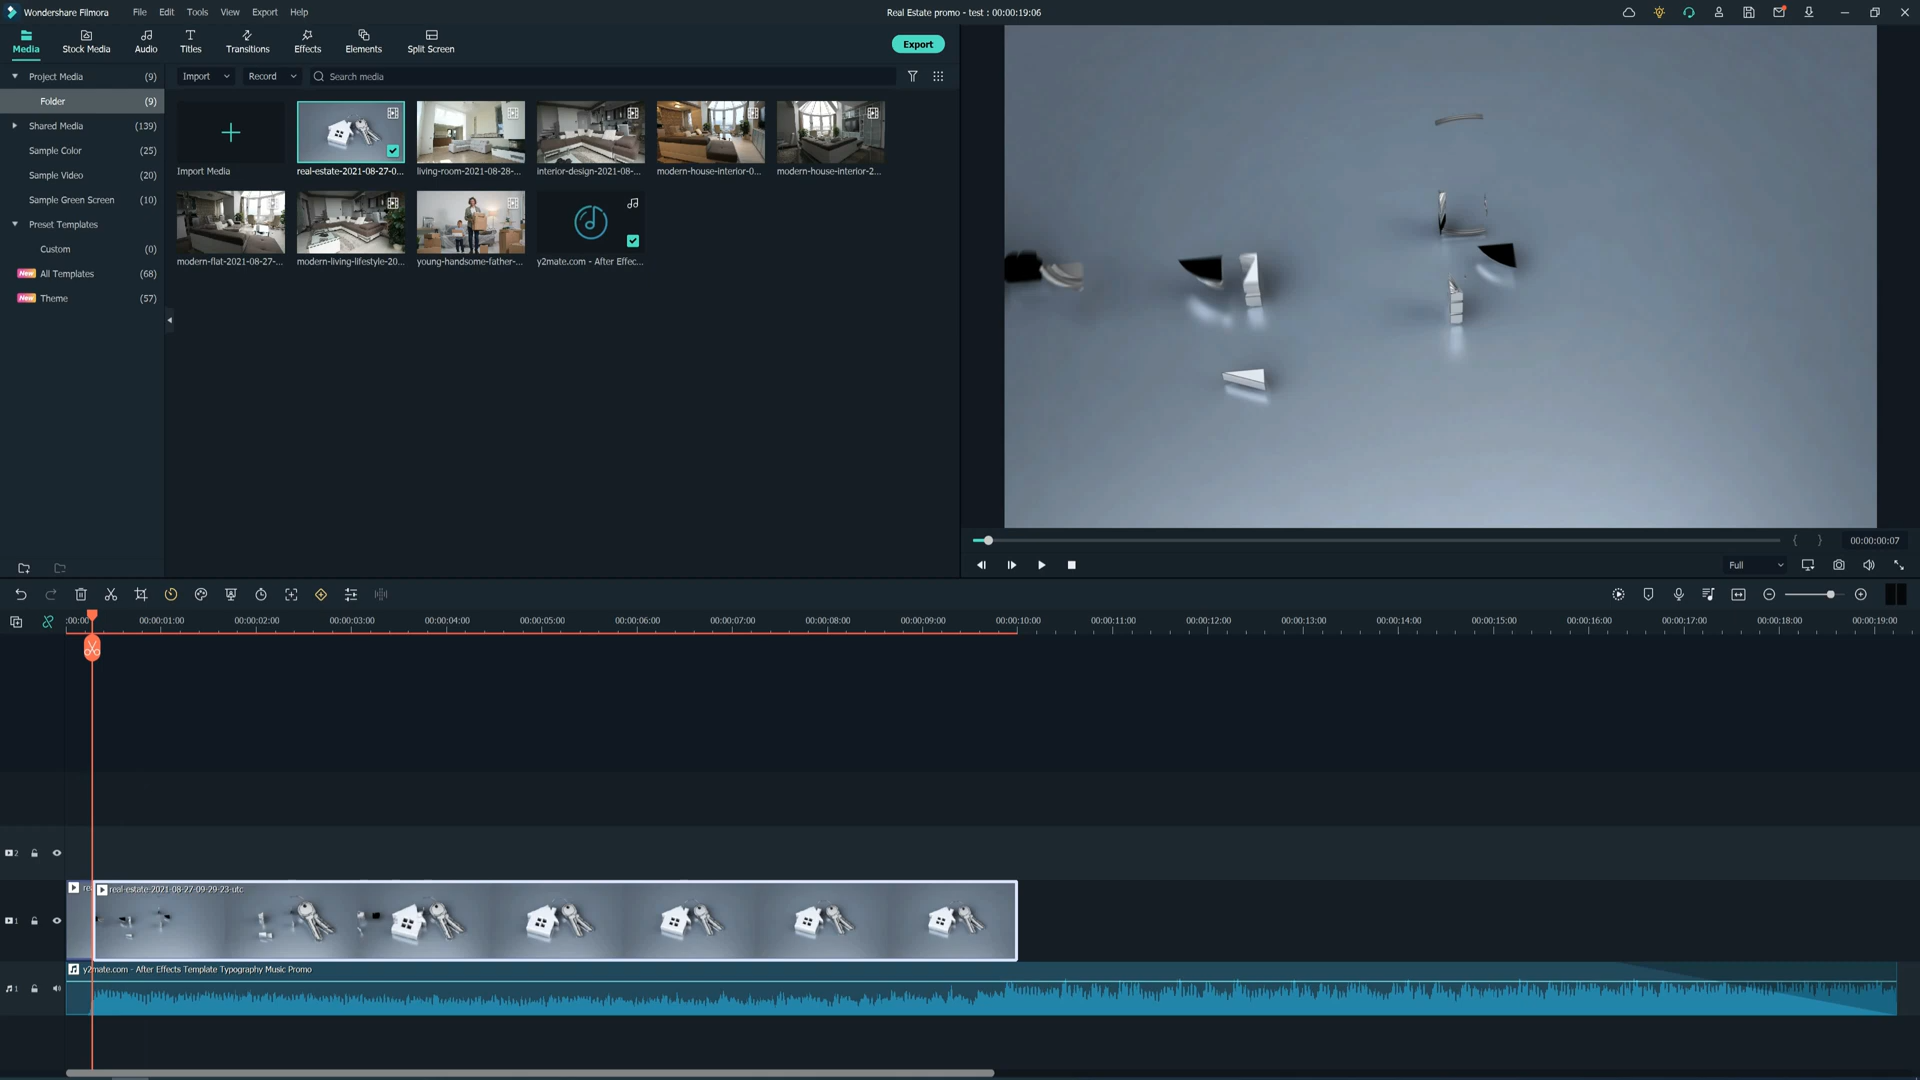 Wondershare Filmora
File
Edit
Tools
View
Export
Help
Real Estate promo - test : 00:00:19:06
Media
Stock Media
Audio
Titles
Transitions
Effects
Elements
Split Screen
Export
Project Media (9)
Folder (9)
Shared Media (139)
Sample Color (25)
Sample Video (20)
Sample Green Screen (10)
Preset Templates
Custom (0)
New All Templates (68)
New Theme (57)
Import
Record
Search media
Import Media
real-estate-2021-08-27-0...
living-room-2021-08-28-...
interior-design-2021-08-...
modern-house-interior-0...
modern-house-interior-2...
modern-flat-2021-08-27-...
modern-living-lifestyle-20...
young-handsome-father-...
y2mate.com - After Effec...
00:00:00:07
Full
:00:00
00:00:01:00
00:00:02:00
00:00:03:00
00:00:04:00
00:00:05:00
00:00:06:00
00:00:07:00
00:00:08:00
00:00:09:00
00:00:10:00
00:00:11:00
00:00:12:00
00:00:13:00
00:00:14:00
00:00:15:00
00:00:16:00
00:00:17:00
00:00:18:00
00:00:19:00
2
1
real-estate-2021-08-27-09-29-23-utc
1
y2mate.com - After Effects Template Typography Music Promo